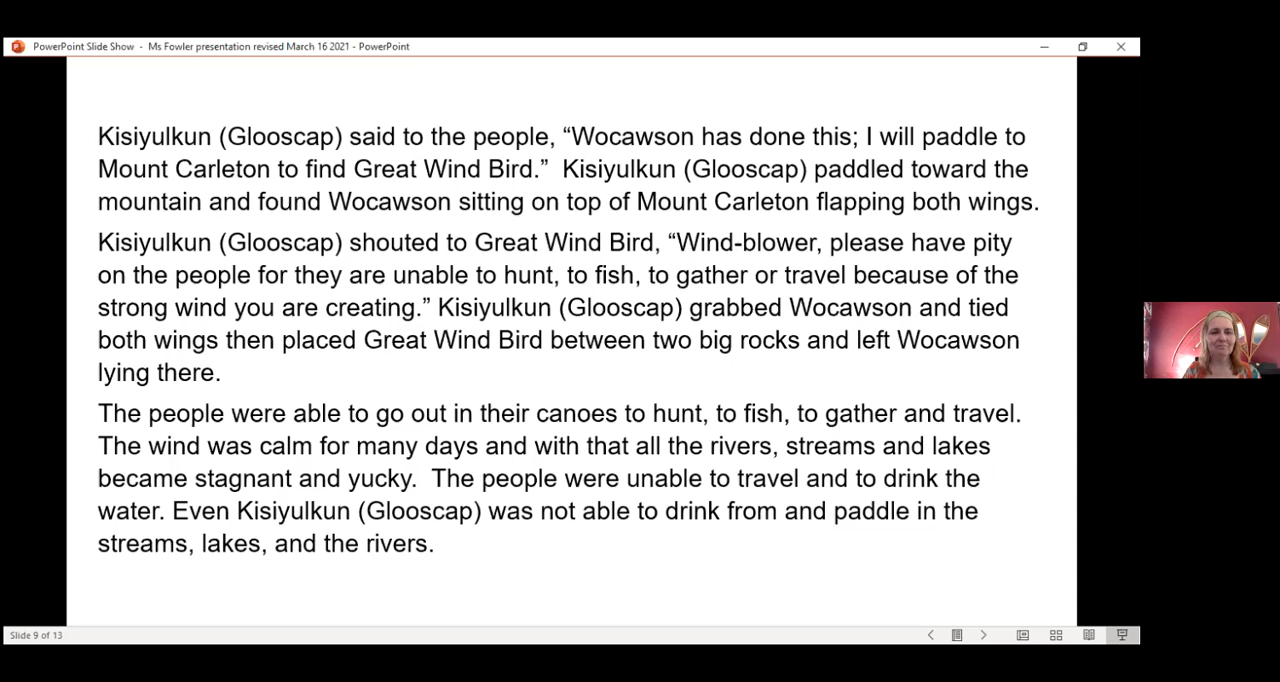 PowerPoint Slide Show - Ms Fowler presentation revised March 16 2021 - PowerPoint
Kisiyulkun (Glooscap) said to the people, “Wocawson has done this; I will paddle to
Mount Carleton to find Great Wind Bird.”  Kisiyulkun (Glooscap) paddled toward the
mountain and found Wocawson sitting on top of Mount Carleton flapping both wings.
Kisiyulkun (Glooscap) shouted to Great Wind Bird, “Wind-blower, please have pity
on the people for they are unable to hunt, to fish, to gather or travel because of the
strong wind you are creating.” Kisiyulkun (Glooscap) grabbed Wocawson and tied
both wings then placed Great Wind Bird between two big rocks and left Wocawson
lying there.
The people were able to go out in their canoes to hunt, to fish, to gather and travel.
The wind was calm for many days and with that all the rivers, streams and lakes
became stagnant and yucky.  The people were unable to travel and to drink the
water. Even Kisiyulkun (Glooscap) was not able to drink from and paddle in the
streams, lakes, and the rivers.
Slide 9 of 13